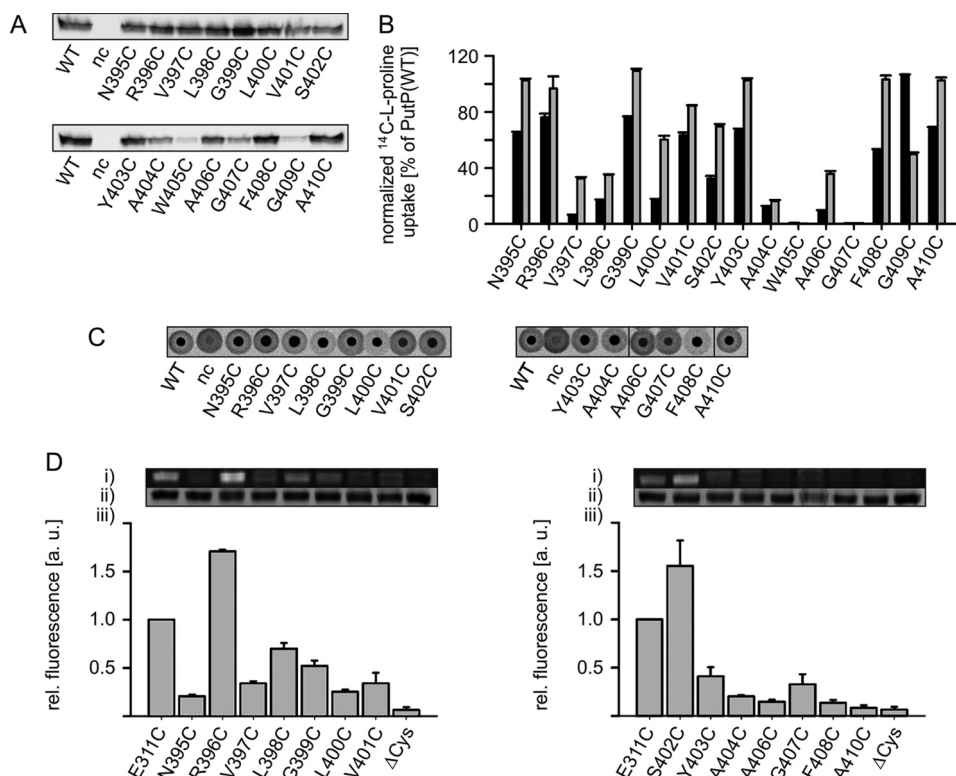 A
WT nc N395C R396C V397C L398C G399C L400C V401C S402C
WT nc Y403C A404C W405C A406C G407C F408C G409C A410C
B
normalized ¹⁴C-L-proline
uptake [% of PutP(WT)]
120
80
40
0
N395C R396C V397C L398C G399C L400C V401C S402C Y403C A404C W405C A406C G407C F408C G409C A410C
C
WT nc N395C R396C V397C L398C G399C L400C V401C S402C
WT nc Y403C A404C A406C G407C F408C A410C
D
i)
ii)
iii)
rel. fluorescence [a. u.]
1.5
1.0
0.5
E311C N395C R396C V397C L398C G399C L400C V401C ΔCys
i)
ii)
iii)
rel. fluorescence [a. u.]
1.5
1.0
0.5
E311C S402C Y403C A404C A406C G407C F408C A410C ΔCys